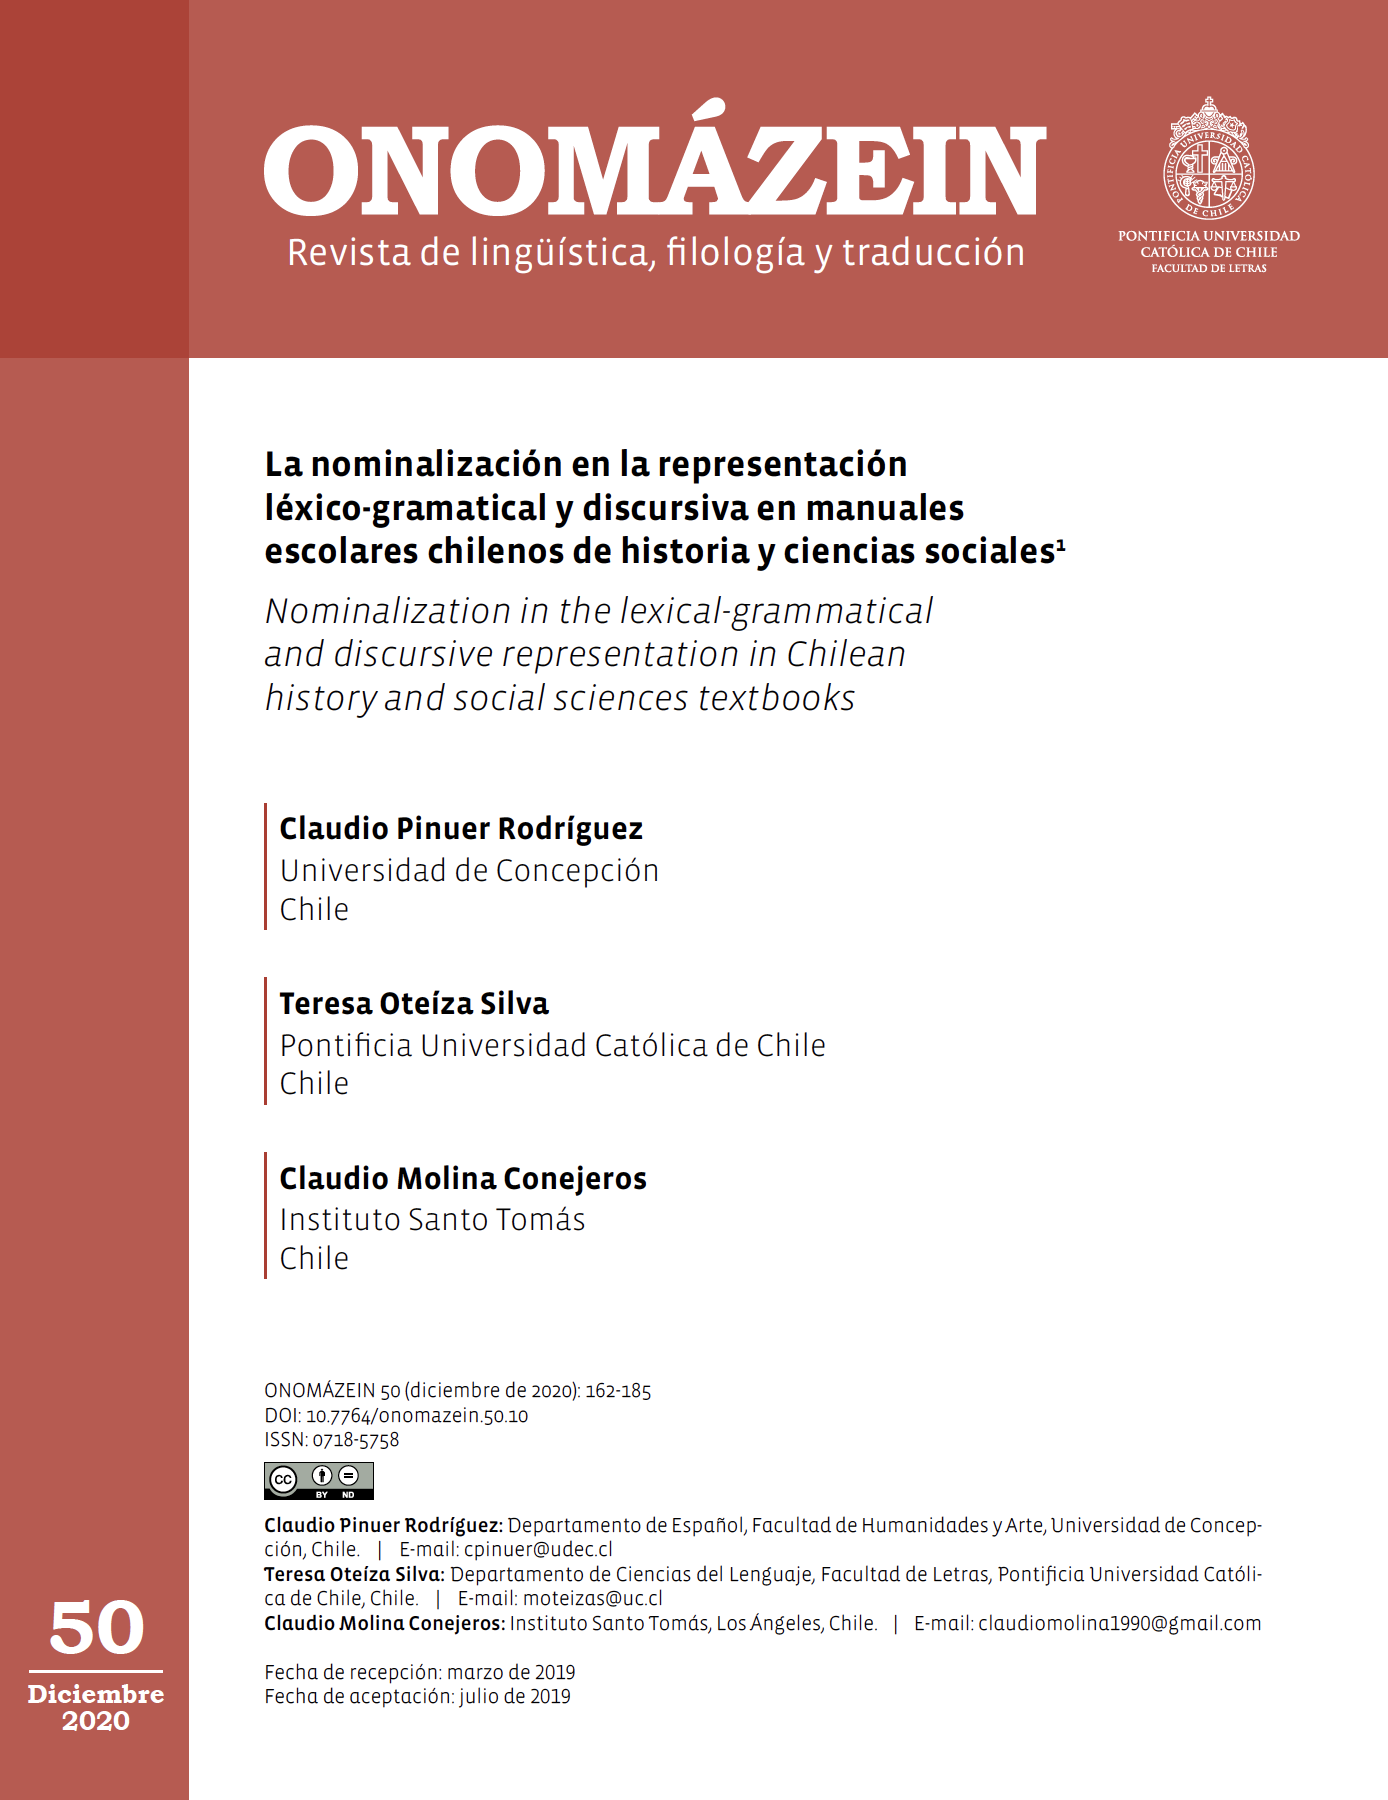 ONOMÁZEIN
Revista de lingüística, filología y traducción
PONTIFICIA UNIVERSIDAD CATÓLICA DE CHILE
PONTIFICIA UNIVERSIDAD
CATÓLICA DE CHILE
FACULTAD DE LETRAS
La nominalización en la representación
léxico-gramatical y discursiva en manuales
escolares chilenos de historia y ciencias sociales¹
Nominalization in the lexical-grammatical
and discursive representation in Chilean
history and social sciences textbooks
Claudio Pinuer Rodríguez
Universidad de Concepción
Chile
Teresa Oteíza Silva
Pontificia Universidad Católica de Chile
Chile
Claudio Molina Conejeros
Instituto Santo Tomás
Chile
ONOMÁZEIN 50 (diciembre de 2020): 162-185
DOI: 10.7764/onomazein.50.10
ISSN: 0718-5758
CC BY ND
Claudio Pinuer Rodríguez: Departamento de Español, Facultad de Humanidades y Arte, Universidad de Concep-
ción, Chile. | E-mail: cpinuer@udec.cl
Teresa Oteíza Silva: Departamento de Ciencias del Lenguaje, Facultad de Letras, Pontificia Universidad Católi-
ca de Chile, Chile. | E-mail: moteizas@uc.cl
Claudio Molina Conejeros: Instituto Santo Tomás, Los Ángeles, Chile. | E-mail: claudiomolina1990@gmail.com
Fecha de recepción: marzo de 2019
Fecha de aceptación: julio de 2019
50
Diciembre
2020